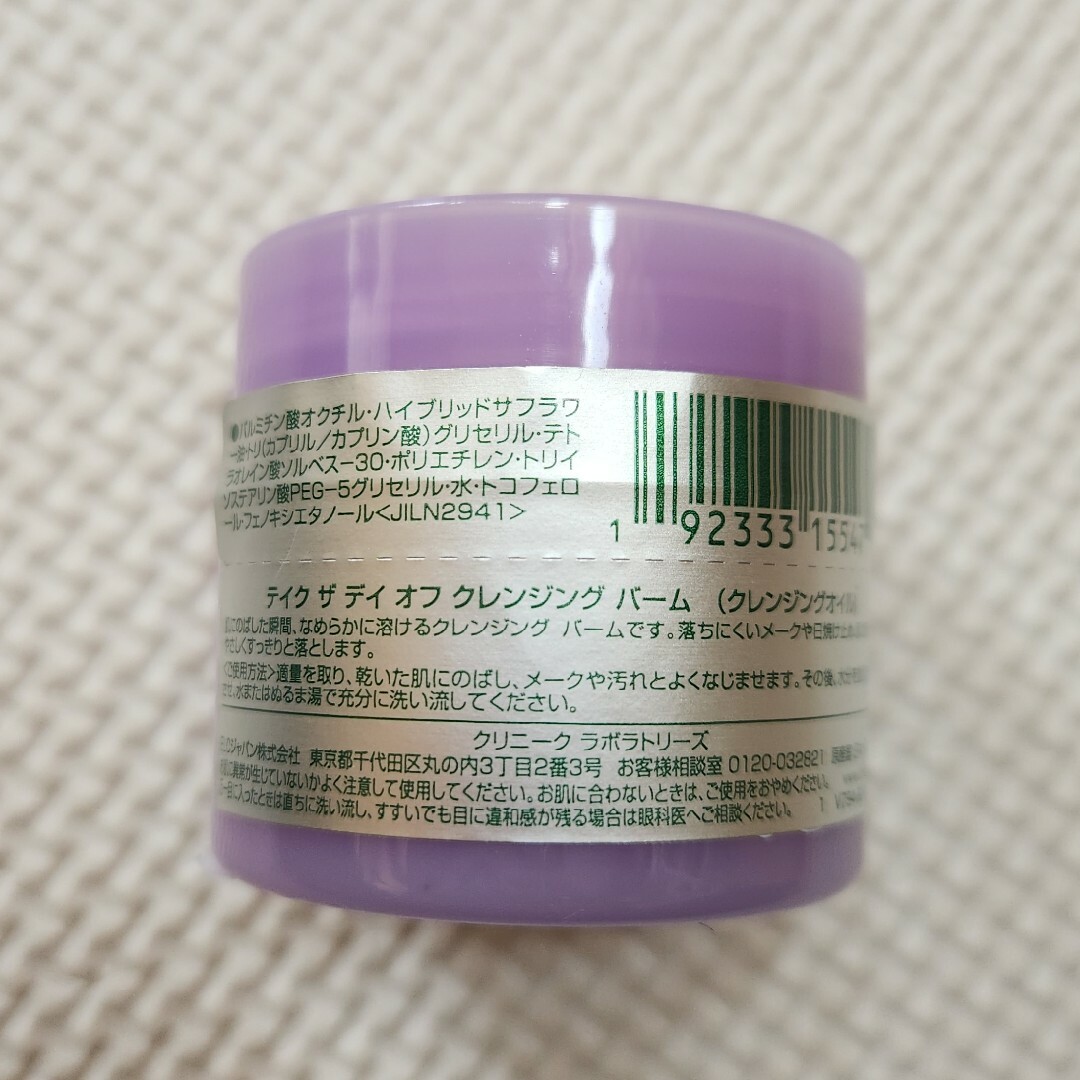 ●パルミチン酸オクチル・ハイブリッドサフラワ
ー油・トリ(カプリル/カプリン酸)グリセリル・テト
ラオレイン酸ソルベス-30・ポリエチレン・トリイ
ソステアリン酸PEG-5グリセリル・水・トコフェロ
ール・フェノキシエタノール<JILN2941>
1 92333 1554
テイク ザ デイ オフ クレンジング バーム (クレンジングオイル
にのばした瞬間、なめらかに溶けるクレンジング バームです。落ちにくいメークや日焼け止め
やさしくすっきりと落とします。
<ご使用方法>適量を取り、乾いた肌にのばし、メークや汚れとよくなじませます。その後、
せ、水またはぬるま湯で充分に洗い流してください。
クリニーク ラボラトリーズ
ジャパン株式会社 東京都千代田区丸の内3丁目2番3号 お客様相談室 0120-032821
に異常が生じていないかよく注意して使用してください。お肌に合わないときは、ご使用をおやめください。
目に入ったときは直ちに洗い流し、すすいでも目に違和感が残る場合は眼科医へご相談ください。 1